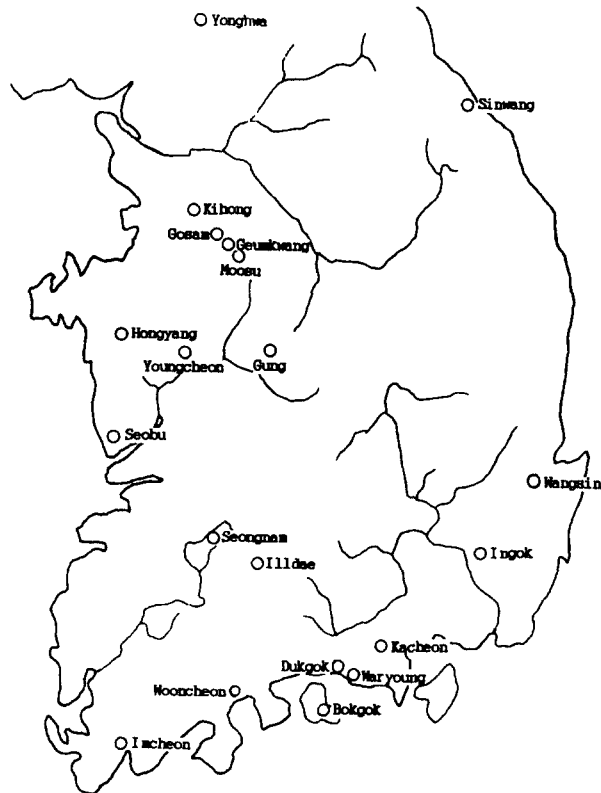 Yonghwa
Sinwang
Kihong
Gosam
Geumkwang
Moosu
Hongyang
Youngcheon
Gung
Seobu
Wangsin
Seongnam
Illdae
Ingok
Kacheon
Dukgok
Waryoung
Wooncheon
Bokgok
Imcheon